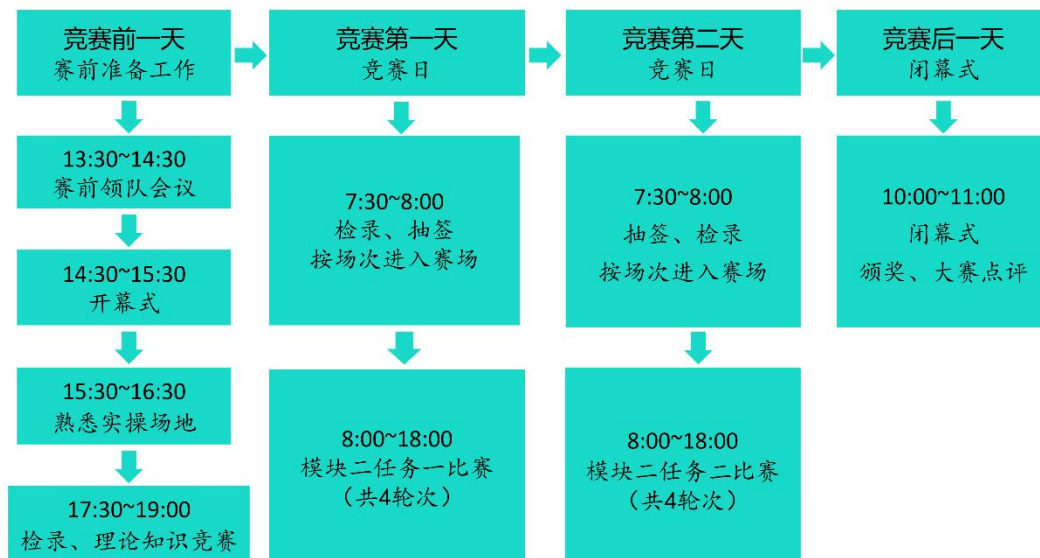 竞赛前一天
赛前准备工作
13:30~14:30
赛前领队会议
14:30~15:30
开幕式
15:30~16:30
熟悉实操场地
17:30~19:00
检录、理论知识竞赛
竞赛第一天
竞赛日
7:30~8:00
检录、抽签
按场次进入赛场
8:00~18:00
模块二任务一比赛
（共4轮次）
竞赛第二天
竞赛日
7:30~8:00
抽签、检录
按场次进入赛场
8:00~18:00
模块二任务二比赛
（共4轮次）
竞赛后一天
闭幕式
10:00~11:00
闭幕式
颁奖、大赛点评